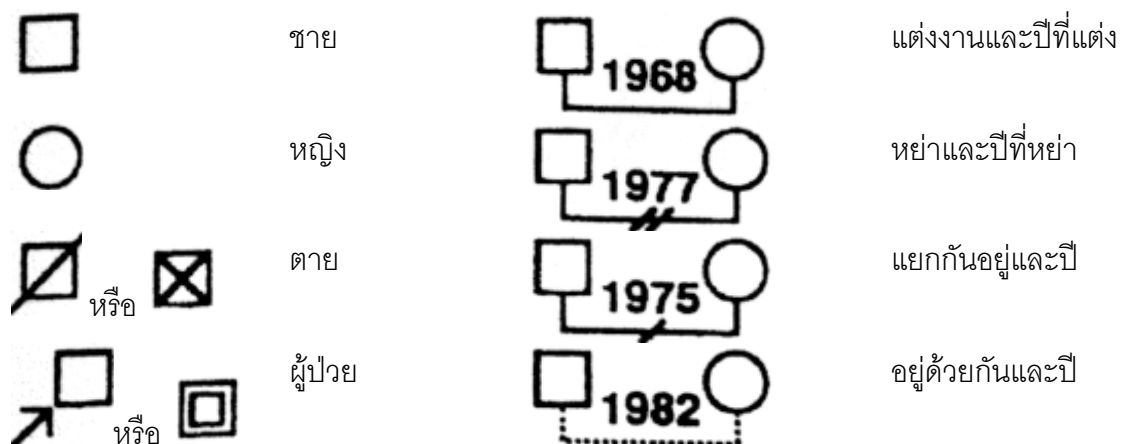 ชาย
1968
แต่งงานและปีที่แต่ง
หญิง
1977
หย่าและปีที่หย่า
หรือ
ตาย
1975
แยกกันอยู่และปี
หรือ
ผู้ป่วย
1982
อยู่ด้วยกันและปี